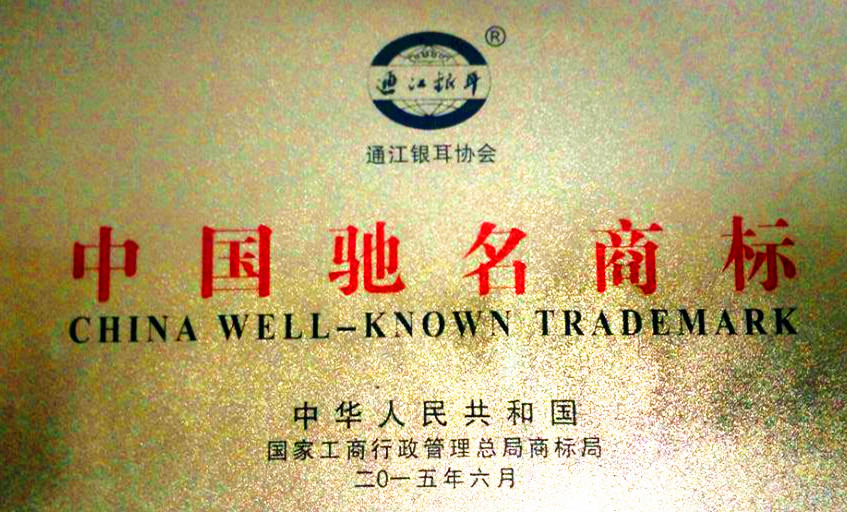 ®
通江银耳
通江银耳协会
中国驰名商标
CHINA WELL-KNOWN TRADEMARK
中华人民共和国
国家工商行政管理总局商标局
二0一五年六月